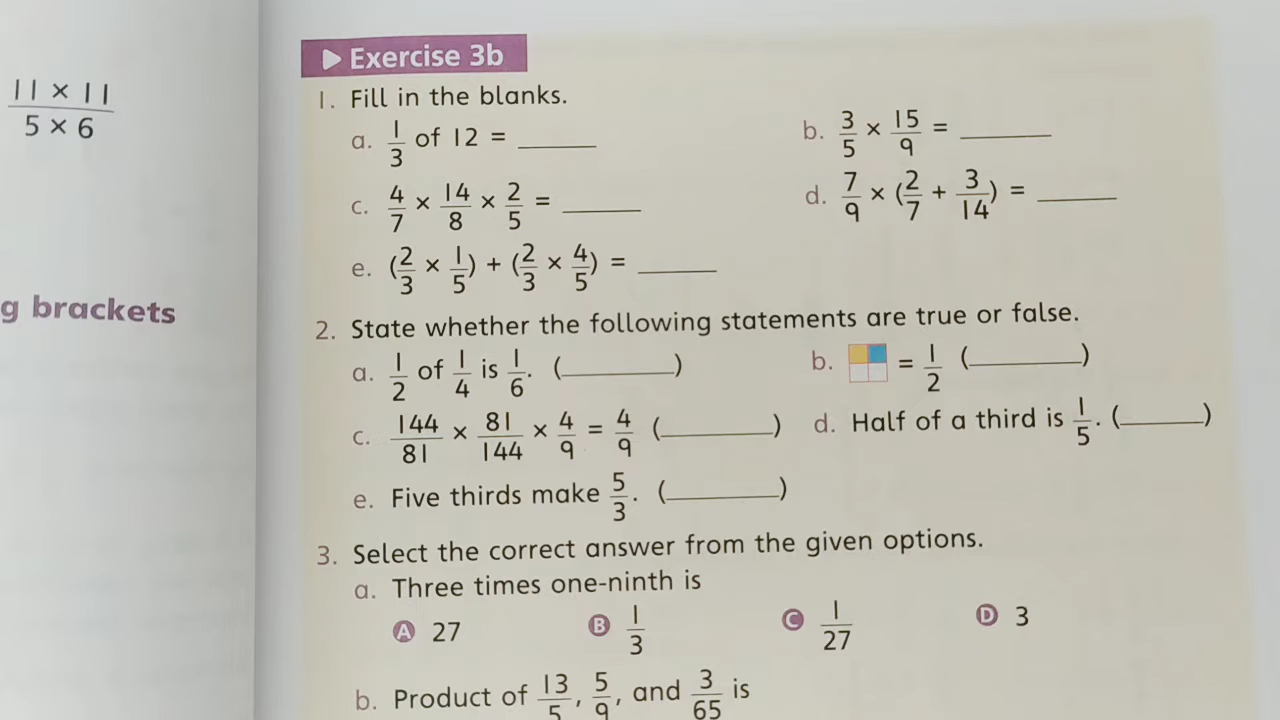 11 × 11
5 × 6
g brackets
Exercise 3b
1. Fill in the blanks.
a. 1/3 of 12 = ______
b. 3/5 × 15/9 = ______
c. 4/7 × 14/8 × 2/5 = ______
d. 7/9 × (2/7 + 3/14) = ______
e. (2/3 × 1/5) + (2/3 × 4/5) = ______
2. State whether the following statements are true or false.
a. 1/2 of 1/4 is 1/6. (______)
b. = 1/2 (______)
c. 144/81 × 81/144 × 4/9 = 4/9 (______)
d. Half of a third is 1/5. (______)
e. Five thirds make 5/3. (______)
3. Select the correct answer from the given options.
a. Three times one-ninth is
A 27 B 1/3 C 1/27 D 3
b. Product of 13/5, 5/9, and 3/65 is